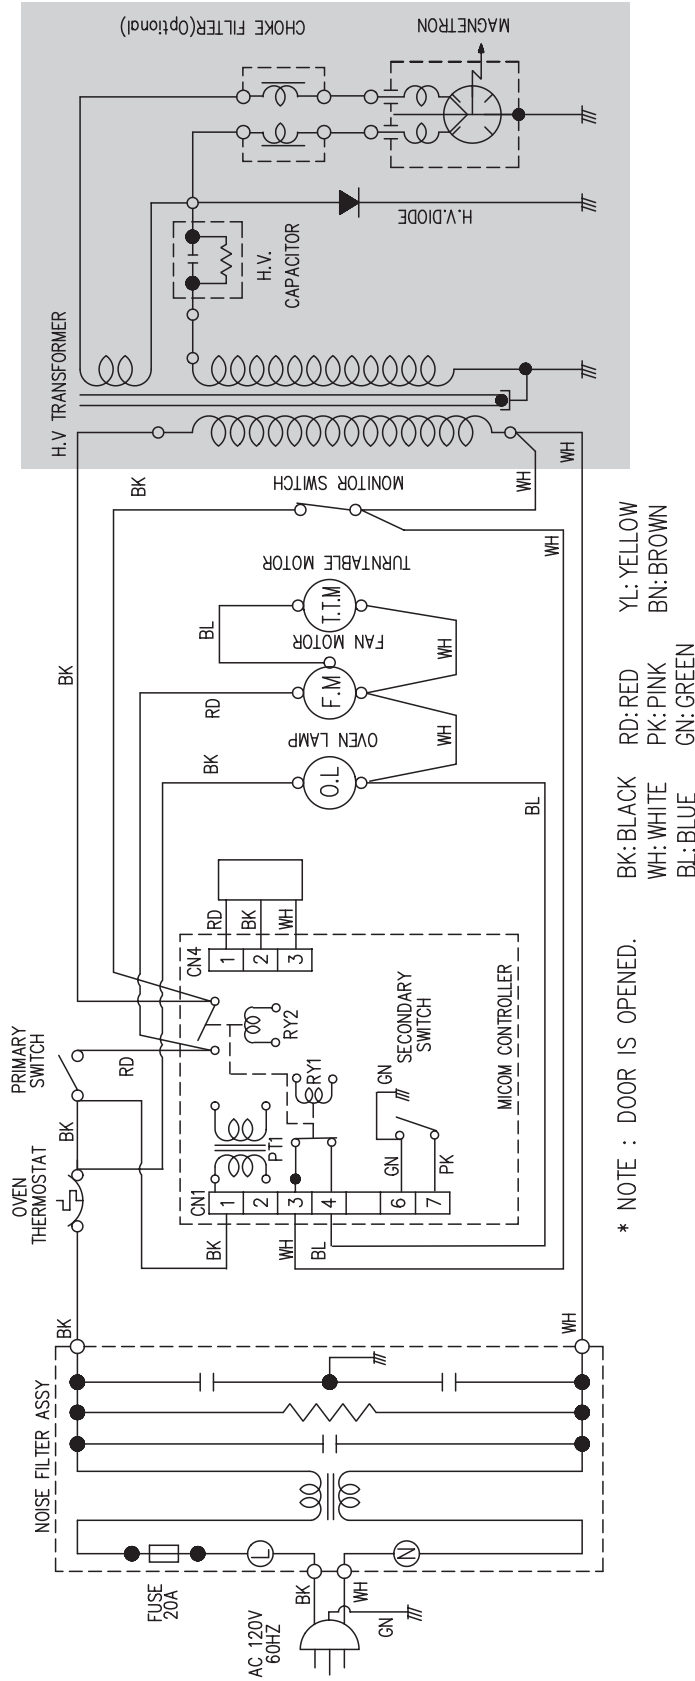 AC 120V
60HZ
BK
WH
GN
NOISE FILTER ASSY
FUSE
20A
L
N
BK
WH
OVEN
THERMOSTAT
BK
PRIMARY
SWITCH
RD
BK
WH
BL
CN1
1
2
3
4
6
7
PT1
RY1
RY2
GN
GN
PK
SECONDARY
SWITCH
MICOM CONTROLLER
CN4
1
2
3
RD
BK
WH
BL
BK
OVEN LAMP
O.L
WH
RD
FAN MOTOR
F.M
BL
WH
TURNTABLE MOTOR
T.T.M
BK
BK
MONITOR SWITCH
WH
WH
WH
H.V TRANSFORMER
H.V.
CAPACITOR
H.V.DIODE
CHOKE FILTER(Optional)
MAGNETRON
* NOTE : DOOR IS OPENED.
BK: BLACK RD: RED YL: YELLOW
WH: WHITE PK: PINK BN: BROWN
BL: BLUE GN: GREEN